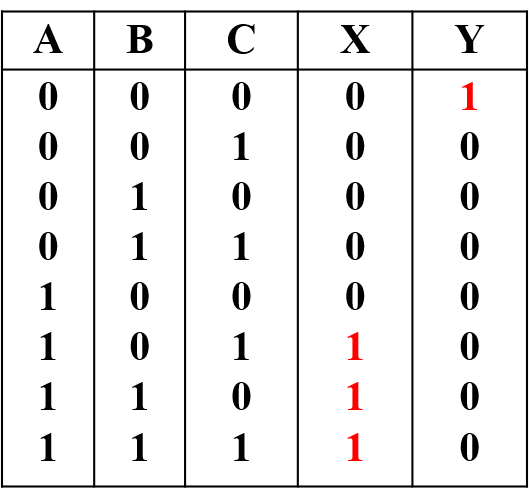 A B C X Y
0 0 0 0 1
0 0 1 0 0
0 1 0 0 0
0 1 1 0 0
1 0 0 0 0
1 0 1 1 0
1 1 0 1 0
1 1 1 1 0